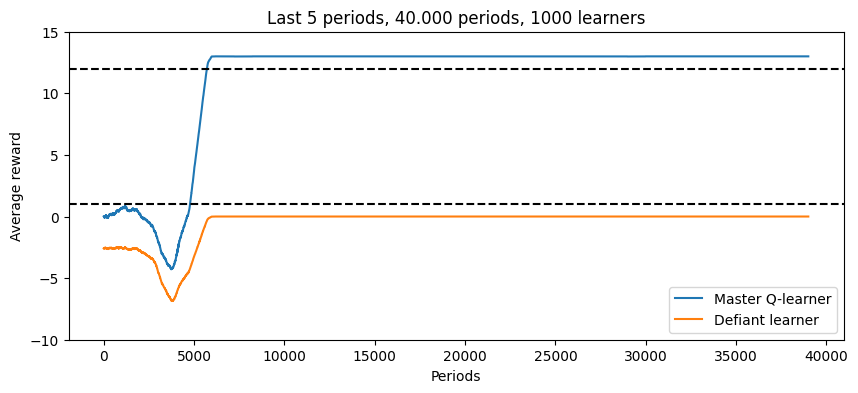 Last 5 periods, 40.000 periods, 1000 learners
Average reward
15
10
5
0
−5
−10
Master Q-learner
Defiant learner
0 5000 10000 15000 20000 25000 30000 35000 40000
Periods